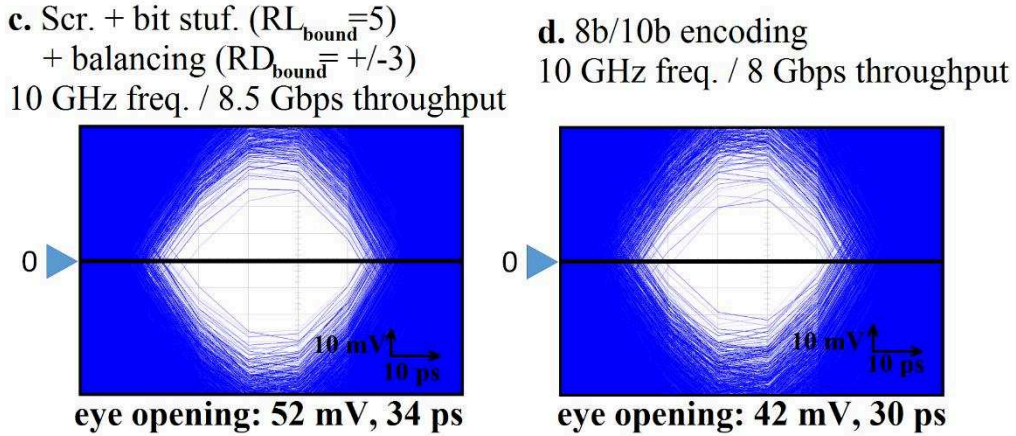 c. Scr. + bit stuf. (RLbound=5)
+ balancing (RDbound= +/-3)
10 GHz freq. / 8.5 Gbps throughput
0
10 mV
10 ps
eye opening: 52 mV, 34 ps
d. 8b/10b encoding
10 GHz freq. / 8 Gbps throughput
0
10 mV
10 ps
eye opening: 42 mV, 30 ps